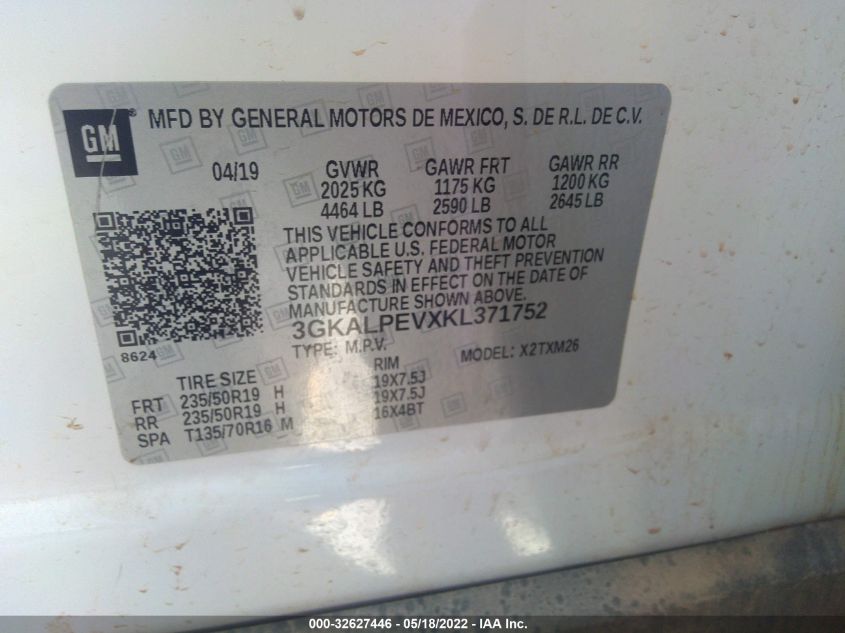 GM
MFD BY GENERAL MOTORS DE MEXICO, S. DE R.L. DE C.V.
04/19 GVWR GAWR FRT GAWR RR
2025 KG 1175 KG 1200 KG
4464 LB 2590 LB 2645 LB
THIS VEHICLE CONFORMS TO ALL
APPLICABLE U.S. FEDERAL MOTOR
VEHICLE SAFETY AND THEFT PREVENTION
STANDARDS IN EFFECT ON THE DATE OF
MANUFACTURE SHOWN ABOVE.
3GKALPEVXKL371752
8624 TYPE: M.P.V. MODEL: X2TXM26
TIRE SIZE RIM
FRT 235/50R19 H 19X7.5J
RR 235/50R19 H 19X7.5J
SPA T135/70R16 M 16X4BT
000-32627446 - 05/18/2022 - IAA Inc.